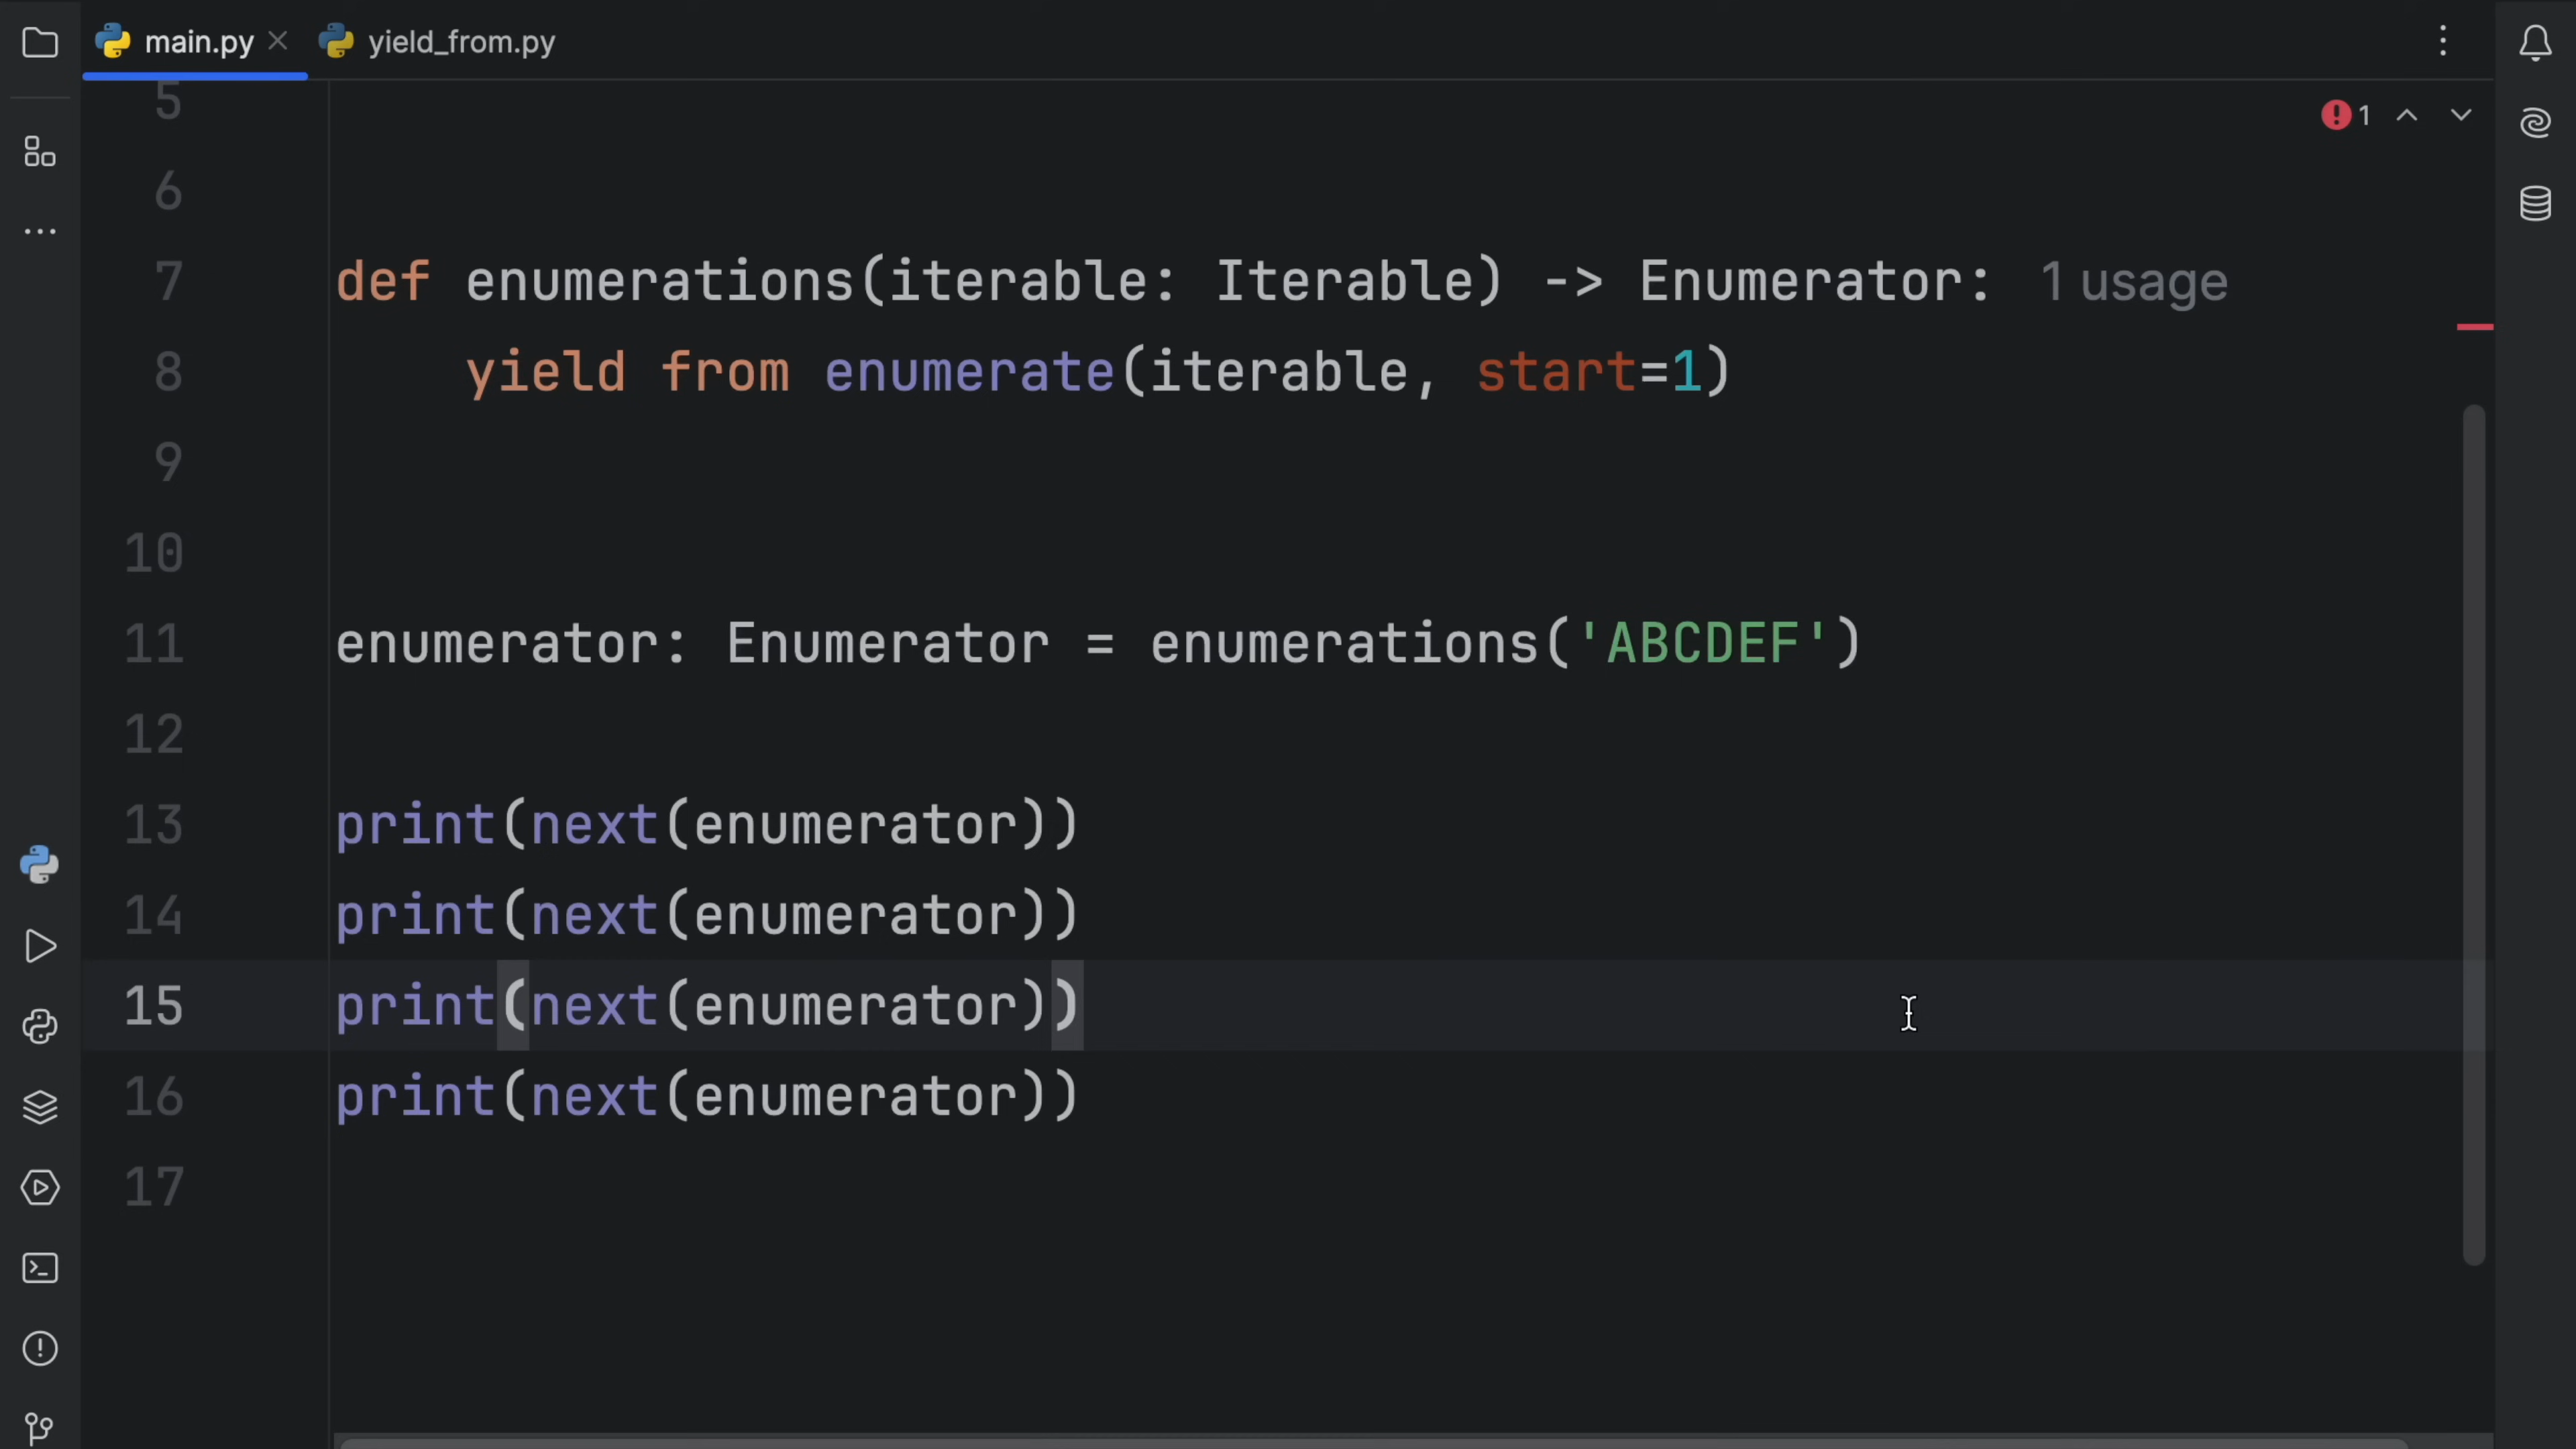 main.py yield_from.py
5
1
6
7 def enumerations(iterable: Iterable) -> Enumerator: 1 usage
8 yield from enumerate(iterable, start=1)
9
10
11 enumerator: Enumerator = enumerations('ABCDEF')
12
13 print(next(enumerator))
14 print(next(enumerator))
15 print(next(enumerator))
16 print(next(enumerator))
17